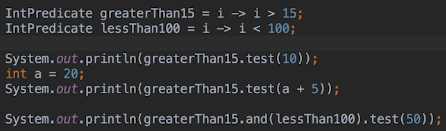 IntPredicate greaterThan15 = i -> i > 15;
IntPredicate lessThan100 = i -> i < 100;
System.out.println(greaterThan15.test(10));
int a = 20;
System.out.println(greaterThan15.test(a + 5));
System.out.println(greaterThan15.and(lessThan100).test(50));